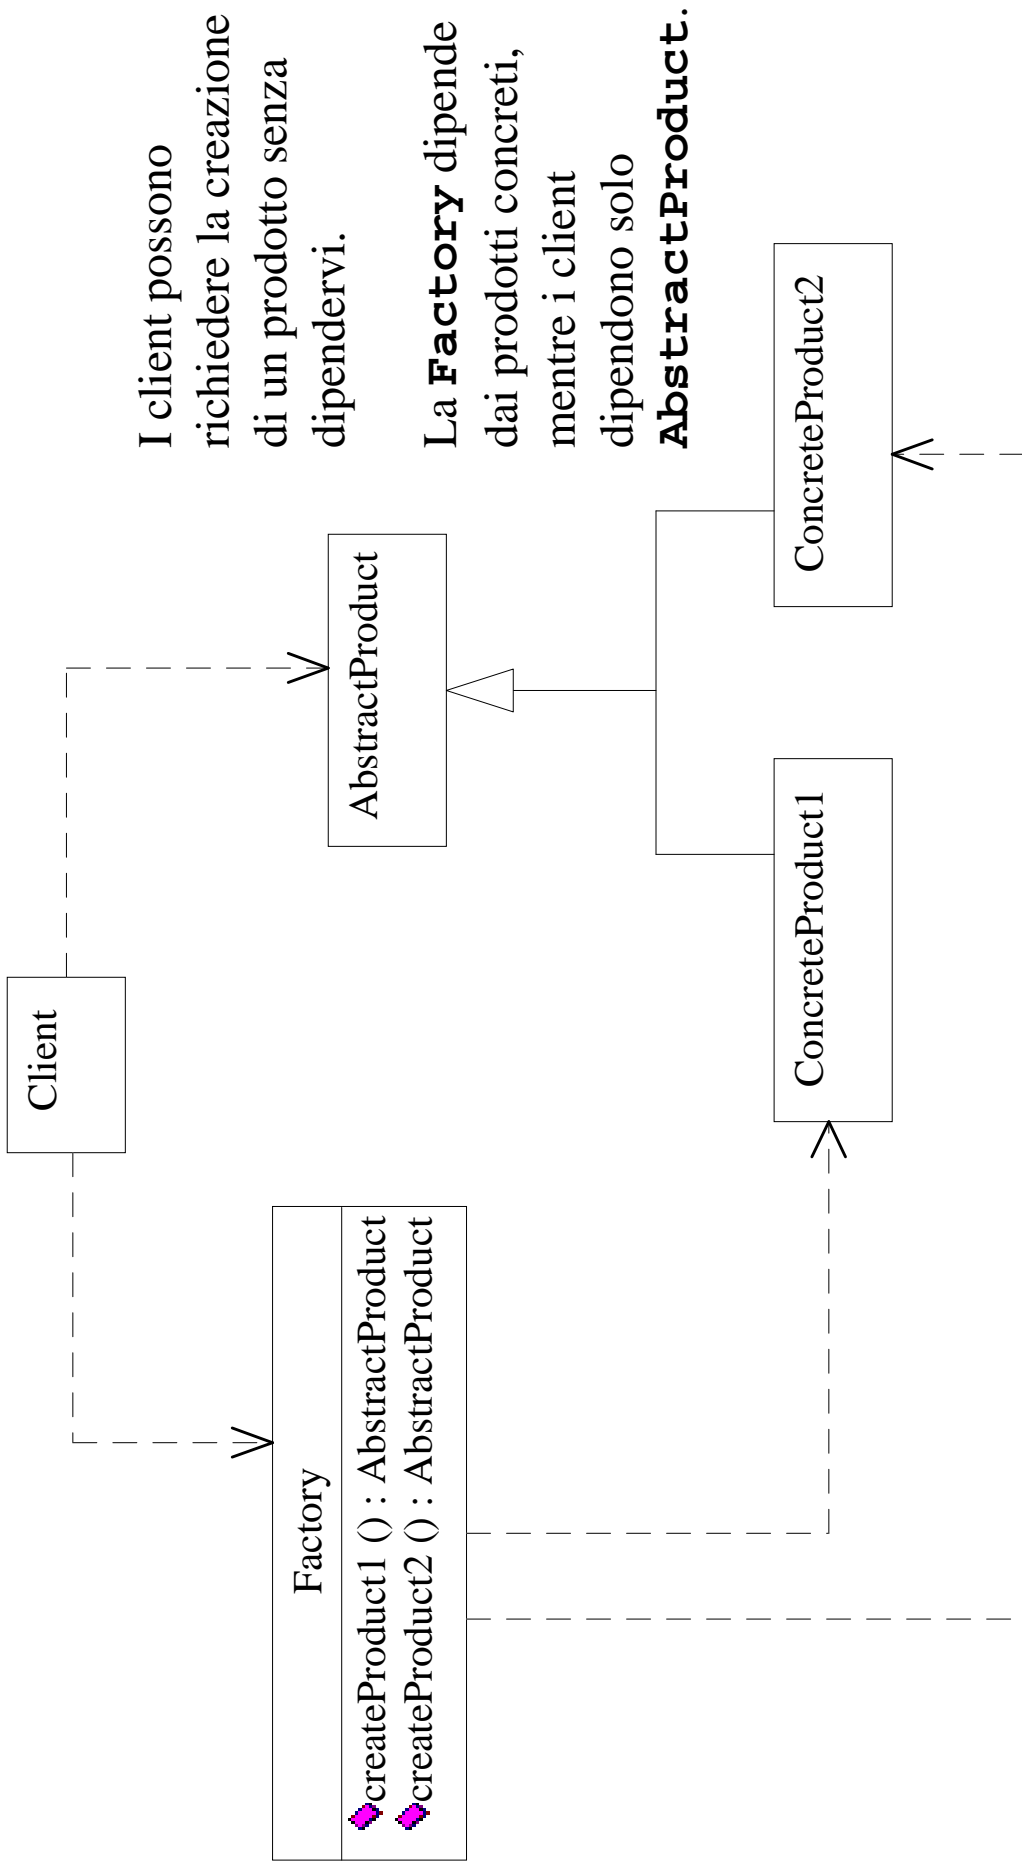 Client
Factory
createProduct1 () : AbstractProduct
createProduct2 () : AbstractProduct
AbstractProduct
ConcreteProduct1
ConcreteProduct2
I client possono
richiedere la creazione
di un prodotto senza
dipendervi.
La Factory dipende
dai prodotti concreti,
mentre i client
dipendono solo
AbstractProduct.